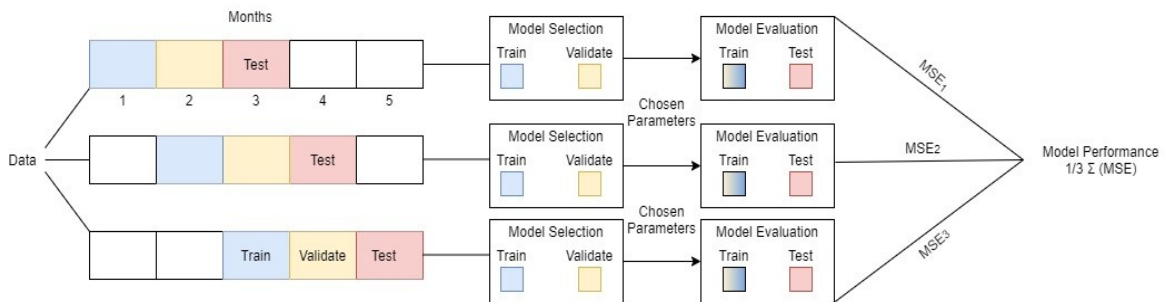 Months
Test
1 2 3 4 5
Model Selection
Train Validate
Model Evaluation
Train Test
MSE1
Chosen
Parameters
Data
Test
Model Selection
Train Validate
Model Evaluation
Train Test
MSE2
Model Performance
1/3 Σ (MSE)
Chosen
Parameters
Train Validate Test
Model Selection
Train Validate
Model Evaluation
Train Test
MSE3